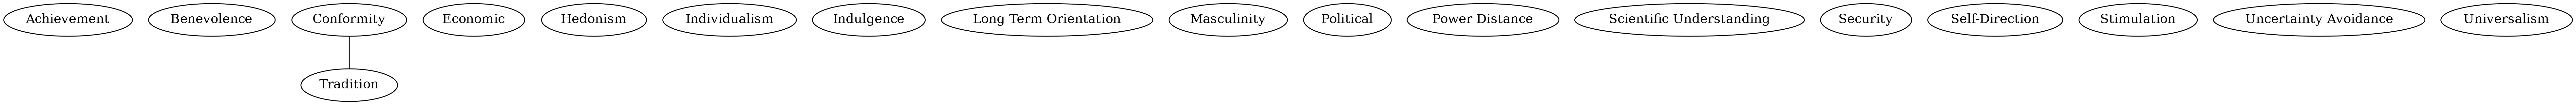 Achievement
Benevolence
Conformity
Economic
Hedonism
Individualism
Indulgence
Long Term Orientation
Masculinity
Political
Power Distance
Scientific Understanding
Security
Self-Direction
Stimulation
Uncertainty Avoidance
Universalism
Tradition